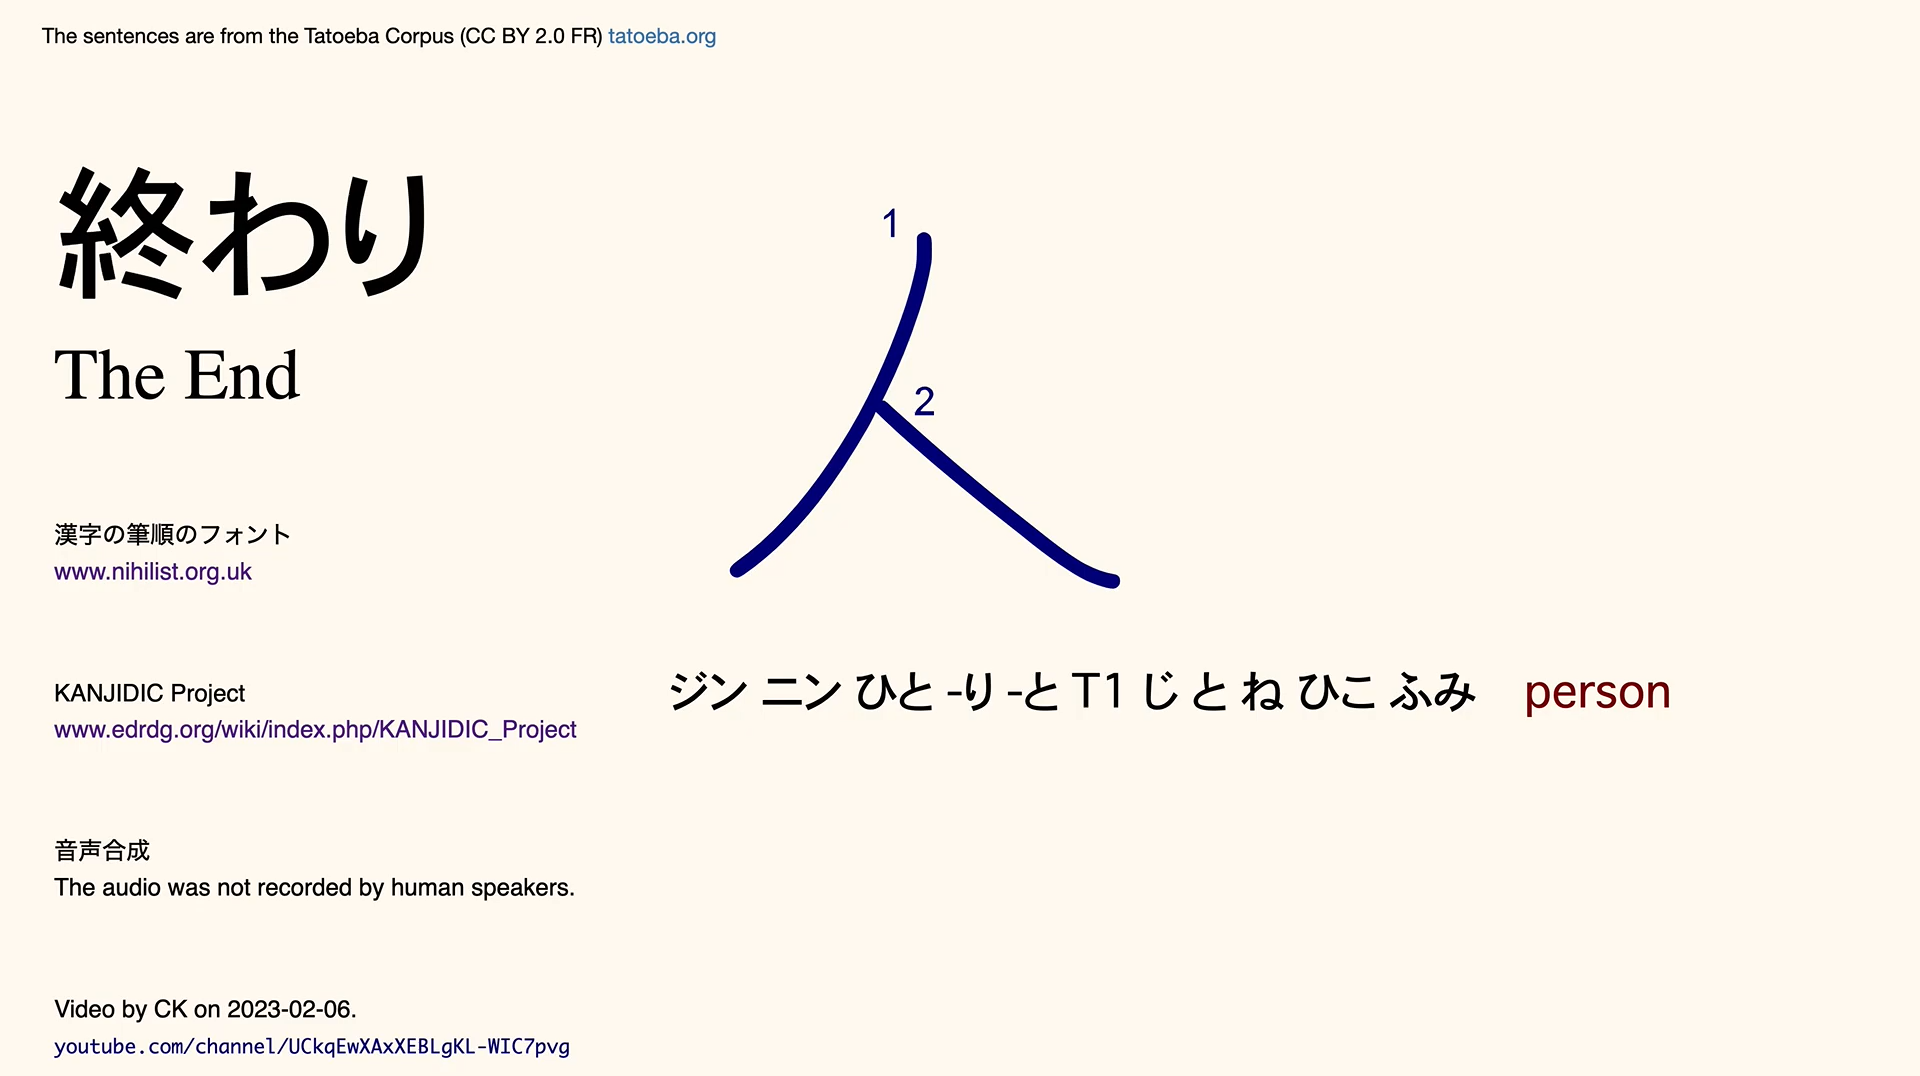 The sentences are from the Tatoeba Corpus (CC BY 2.0 FR) tatoeba.org
終わり
The End
漢字の筆順のフォント
www.nihilist.org.uk
KANJIDIC Project
www.edrdg.org/wiki/index.php/KANJIDIC_Project
音声合成
The audio was not recorded by human speakers.
Video by CK on 2023-02-06.
youtube.com/channel/UCkqEwXAxXEBLgKL-WIC7pvg
1
2
人
ジン ニン ひと -り -と T1 じ と ね ひこ ふみ person